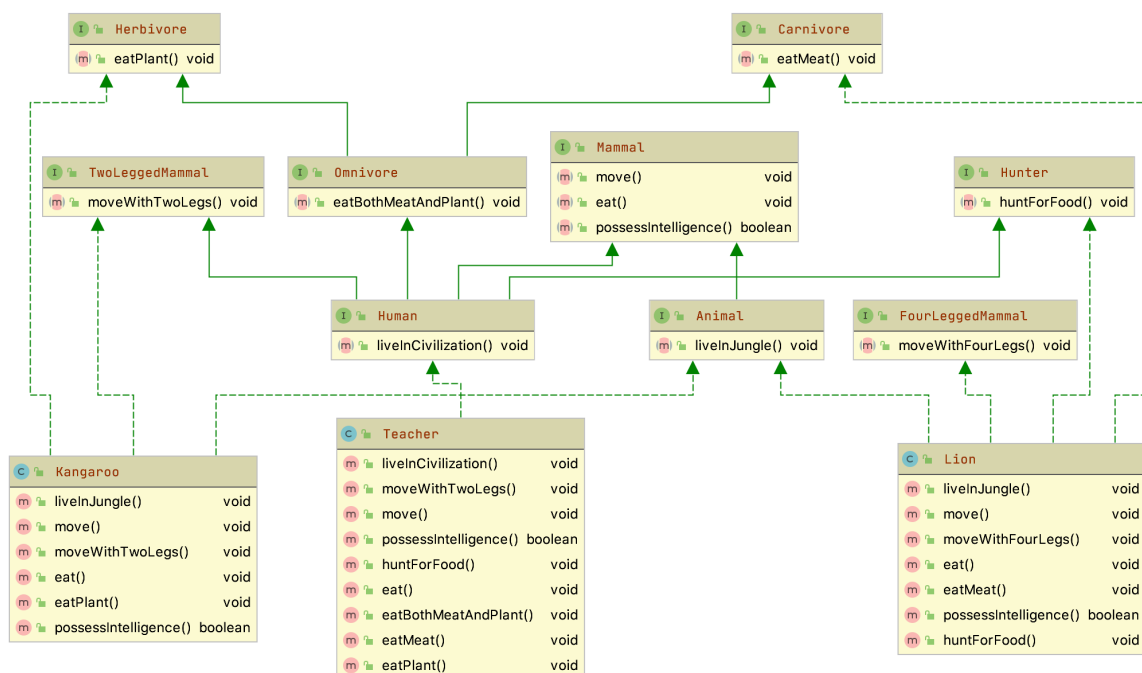 I Herbivore
m eatPlant() void
I Carnivore
m eatMeat() void
I TwoLeggedMammal
m moveWithTwoLegs() void
I Omnivore
m eatBothMeatAndPlant() void
I Mammal
m move() void
m eat() void
m possessIntelligence() boolean
I Hunter
m huntForFood() void
I Human
m liveInCivilization() void
I Animal
m liveInJungle() void
I FourLeggedMammal
m moveWithFourLegs() void
C Kangaroo
m liveInJungle() void
m move() void
m moveWithTwoLegs() void
m eat() void
m eatPlant() void
m possessIntelligence() boolean
C Teacher
m liveInCivilization() void
m moveWithTwoLegs() void
m move() void
m possessIntelligence() boolean
m huntForFood() void
m eat() void
m eatBothMeatAndPlant() void
m eatMeat() void
m eatPlant() void
C Lion
m liveInJungle() void
m move() void
m moveWithFourLegs() void
m eat() void
m eatMeat() void
m possessIntelligence() boolean
m huntForFood() void